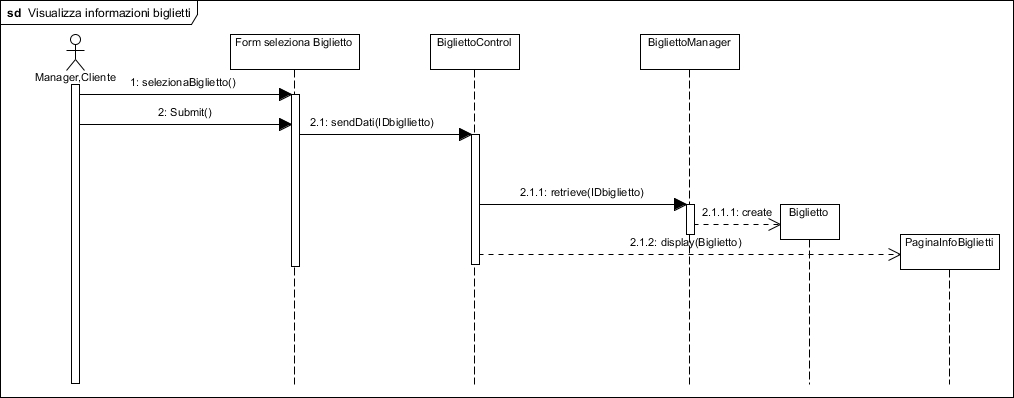 sd Visualizza informazioni biglietti
Manager,Cliente
Form seleziona Biglietto
BigliettoControl
BigliettoManager
1: selezionaBiglietto()
2: Submit()
2.1: sendDati(IDbigllietto)
2.1.1: retrieve(IDbiglietto)
2.1.1.1: create
Biglietto
2.1.2: display(Biglietto)
PaginaInfoBiglietti